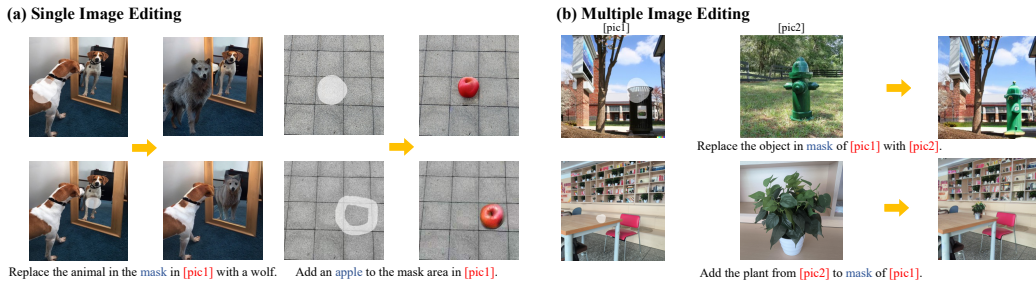 (a) Single Image Editing
Replace the animal in the mask in [pic1] with a wolf.
Add an apple to the mask area in [pic1].
(b) Multiple Image Editing
[pic1]
[pic2]
Replace the object in mask of [pic1] with [pic2].
Add the plant from [pic2] to mask of [pic1].